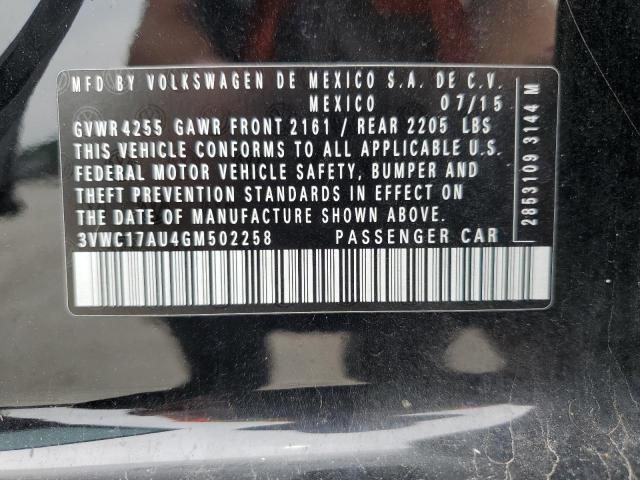 MFD BY VOLKSWAGEN DE MEXICO S.A. DE C.V.
MEXICO 07/15
GVWR 4255 GAWR FRONT 2161 / REAR 2205 LBS
THIS VEHICLE CONFORMS TO ALL APPLICABLE U.S.
FEDERAL MOTOR VEHICLE SAFETY, BUMPER AND
THEFT PREVENTION STANDARDS IN EFFECT ON
THE DATE OF MANUFACTURE SHOWN ABOVE.
3VWC17AU4GM502258 PASSENGER CAR
2853109 3144 M